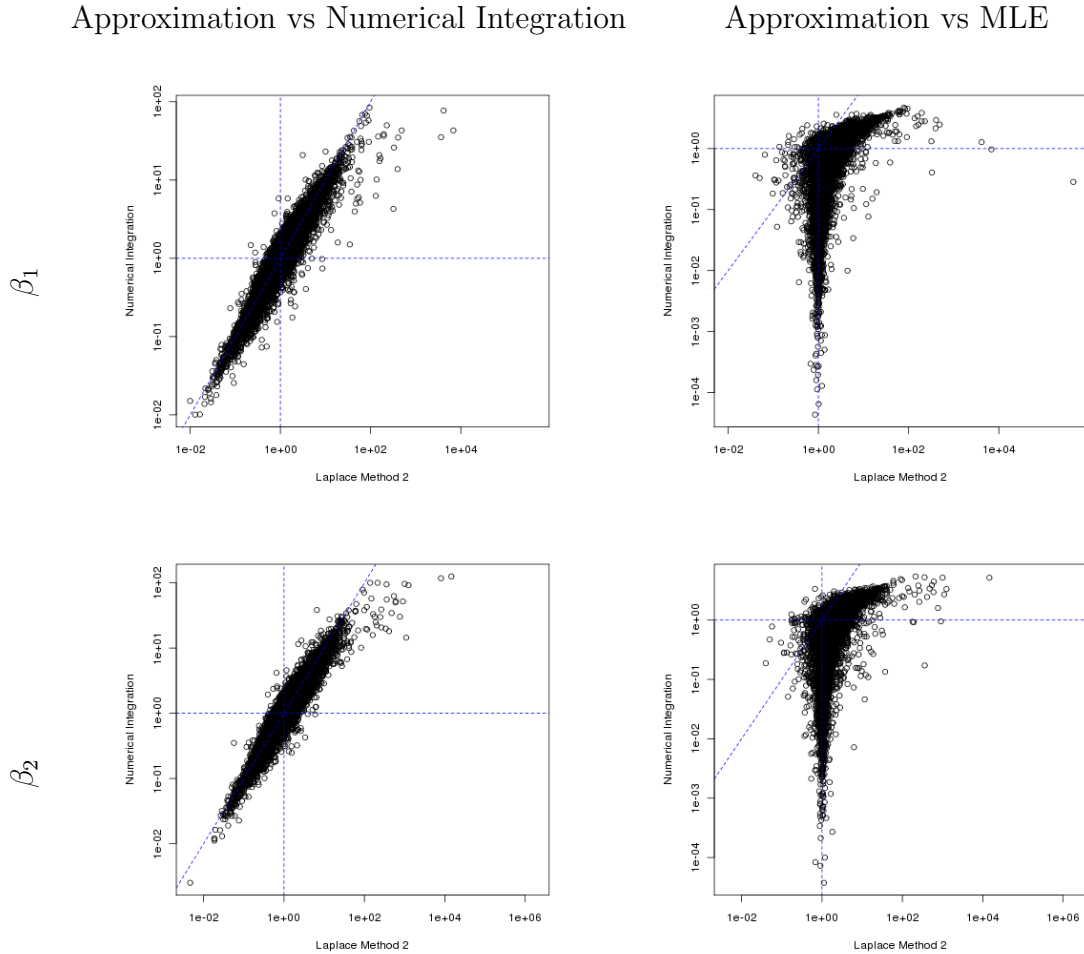 Approximation vs Numerical Integration
Approximation vs MLE
β1
Numerical Integration
1e+02
1e+01
1e+00
1e-01
1e-02
1e-02 1e+00 1e+02 1e+04
Laplace Method 2
Numerical Integration
1e+00
1e-01
1e-02
1e-03
1e-04
1e-02 1e+00 1e+02 1e+04
Laplace Method 2
β2
Numerical Integration
1e+02
1e+01
1e+00
1e-01
1e-02
1e-02 1e+00 1e+02 1e+04 1e+06
Laplace Method 2
Numerical Integration
1e+00
1e-01
1e-02
1e-03
1e-04
1e-02 1e+00 1e+02 1e+04 1e+06
Laplace Method 2